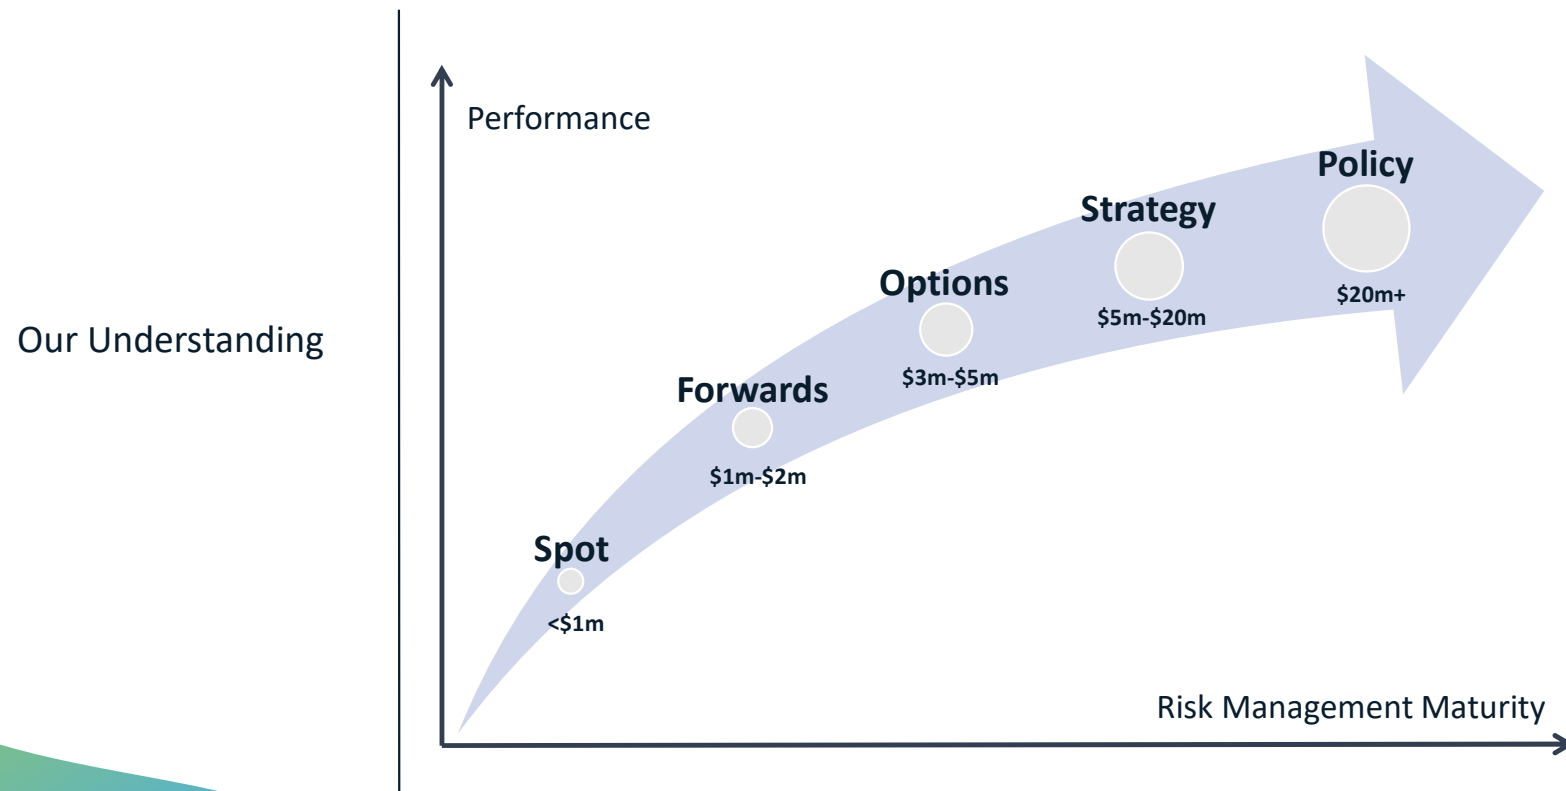 Our Understanding
Performance
Policy
$20m+
Strategy
$5m-$20m
Options
$3m-$5m
Forwards
$1m-$2m
Spot
<$1m
Risk Management Maturity